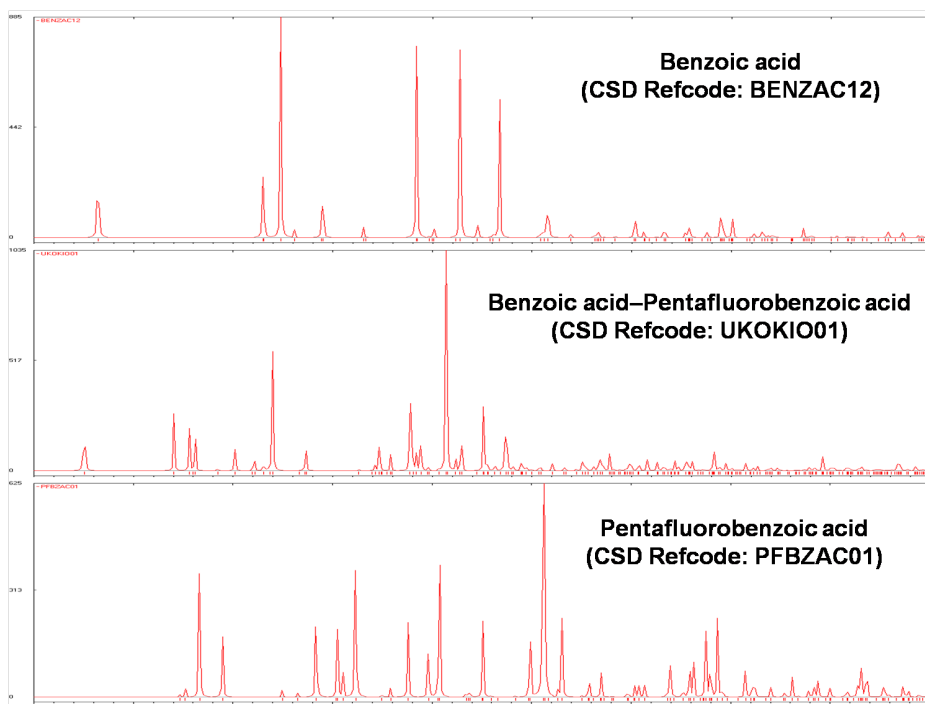 885
~BENZAC12
Benzoic acid
(CSD Refcode: BENZAC12)
442
0
1035
~UKOKIO01
Benzoic acid–Pentafluorobenzoic acid
(CSD Refcode: UKOKIO01)
517
0
625
~PFBZAC01
Pentafluorobenzoic acid
(CSD Refcode: PFBZAC01)
313
0